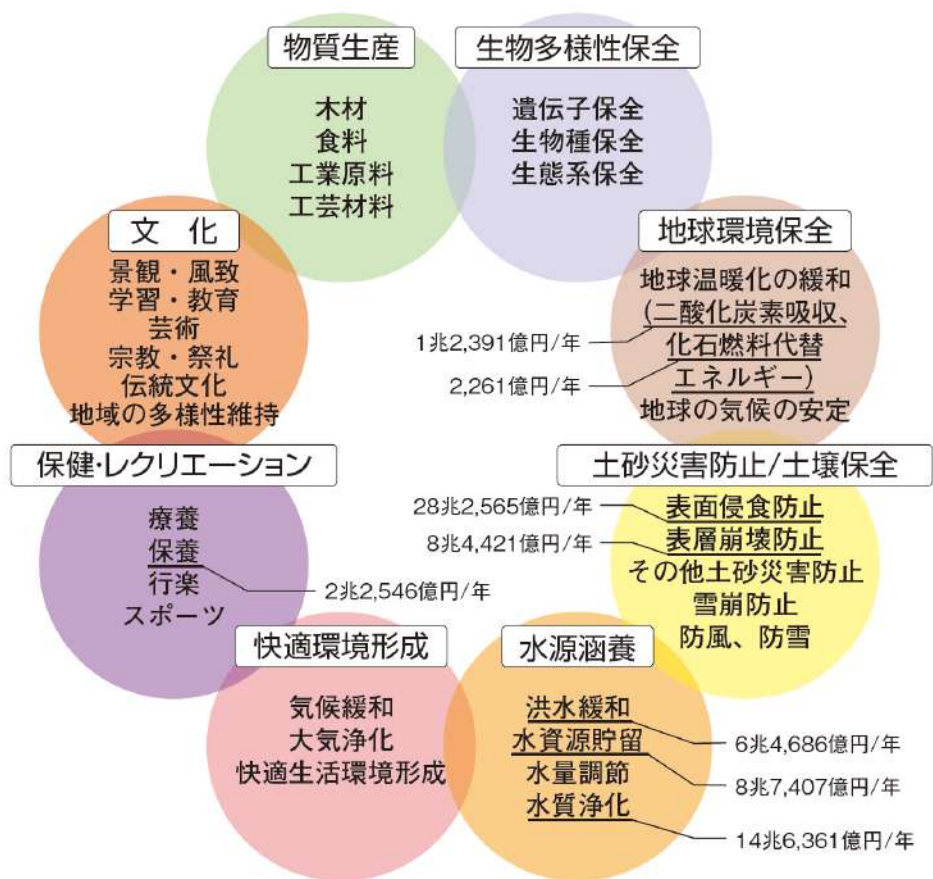 物質生産
木材
食料
工業原料
工芸材料
生物多様性保全
遺伝子保全
生物種保全
生態系保全
文 化
景観・風致
学習・教育
芸術
宗教・祭礼
伝統文化
地域の多様性維持
地球環境保全
地球温暖化の緩和
(二酸化炭素吸収、
化石燃料代替
エネルギー)
地球の気候の安定
1兆2,391億円/年
2,261億円/年
保健・レクリエーション
療養
保養
行楽
スポーツ
2兆2,546億円/年
土砂災害防止/土壌保全
表面侵食防止
表層崩壊防止
その他土砂災害防止
雪崩防止
防風、防雪
28兆2,565億円/年
8兆4,421億円/年
快適環境形成
気候緩和
大気浄化
快適生活環境形成
水源涵養
洪水緩和
水資源貯留
水量調節
水質浄化
6兆4,686億円/年
8兆7,407億円/年
14兆6,361億円/年